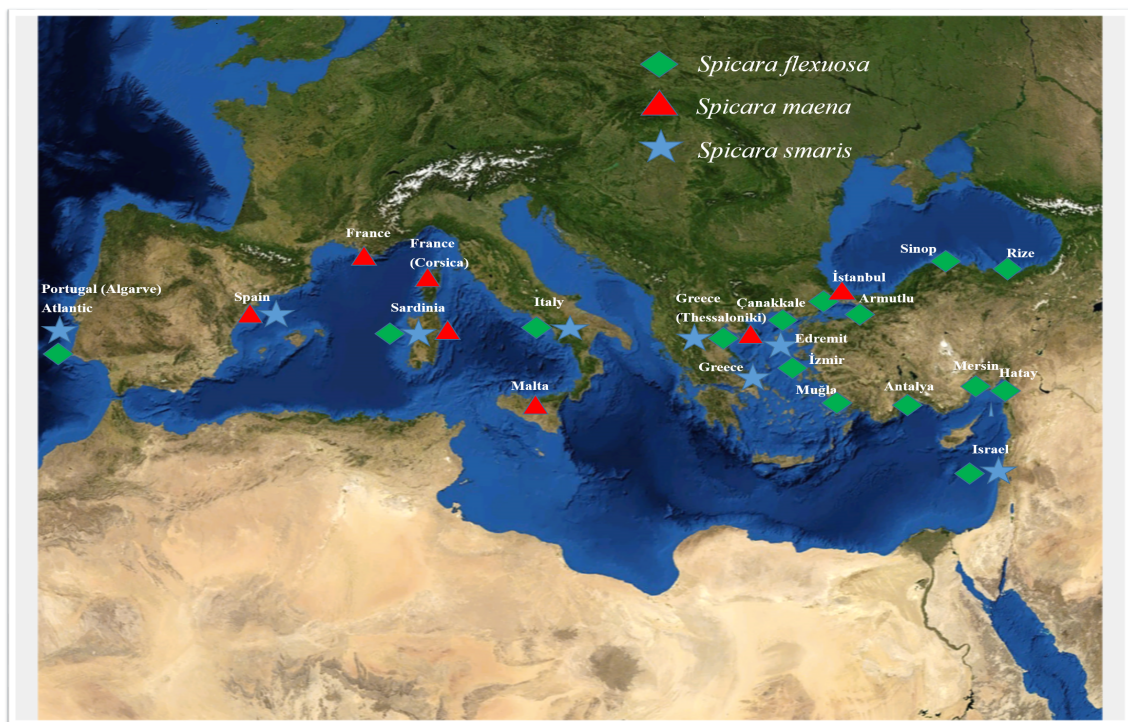 Spicara flexuosa
Spicara maena
Spicara smaris
France
France
(Corsica)
Sinop
Rize
İstanbul
Portugal (Algarve)
Atlantic
Spain
Sardinia
Italy
Greece
(Thessaloniki)
Çanakkale
Armutlu
Edremit
İzmir
Greece
Malta
Muğla
Antalya
Mersin
Hatay
Israel